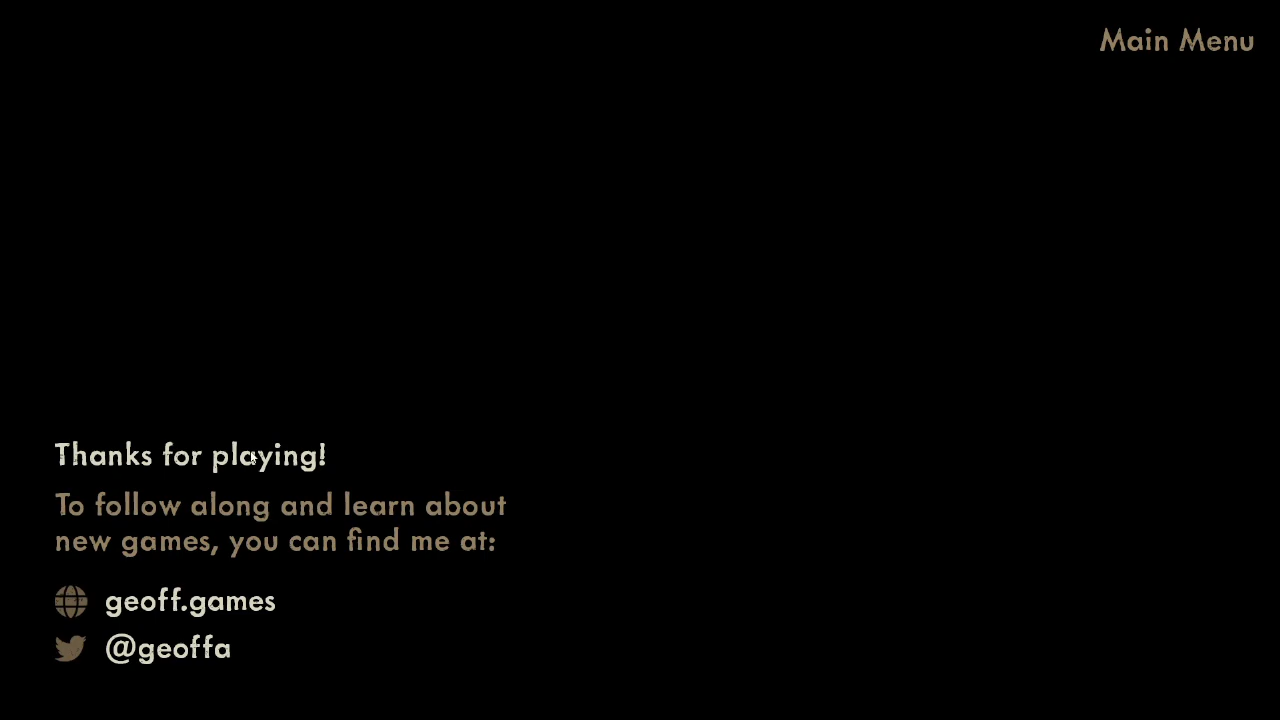 Main Menu
Thanks for playing!
To follow along and learn about
new games, you can find me at:
geoff.games
@geoffa